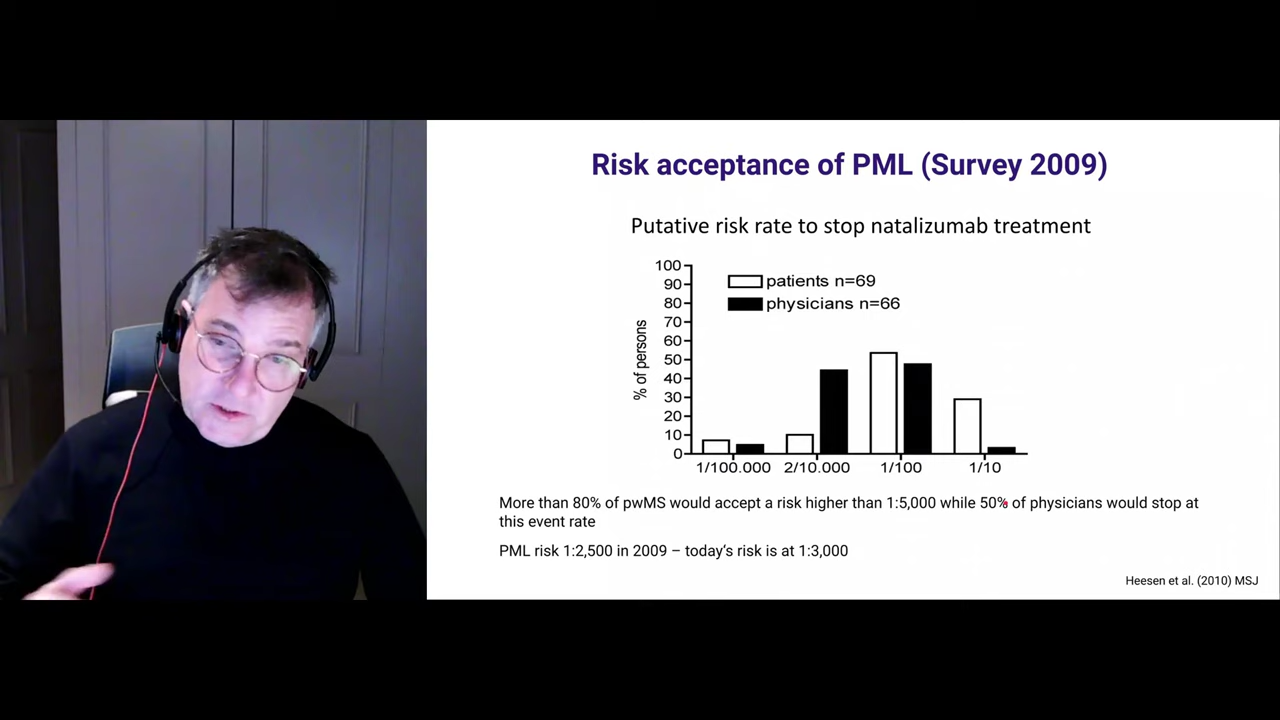 Risk acceptance of PML (Survey 2009)
Putative risk rate to stop natalizumab treatment
100
90
80
70
60
50
40
30
20
10
0
% of persons
patients n=69
physicians n=66
1/100.000 2/10.000 1/100 1/10
More than 80% of pwMS would accept a risk higher than 1:5,000 while 50% of physicians would stop at
this event rate
PML risk 1:2,500 in 2009 – today‘s risk is at 1:3,000
Heesen et al. (2010) MSJ